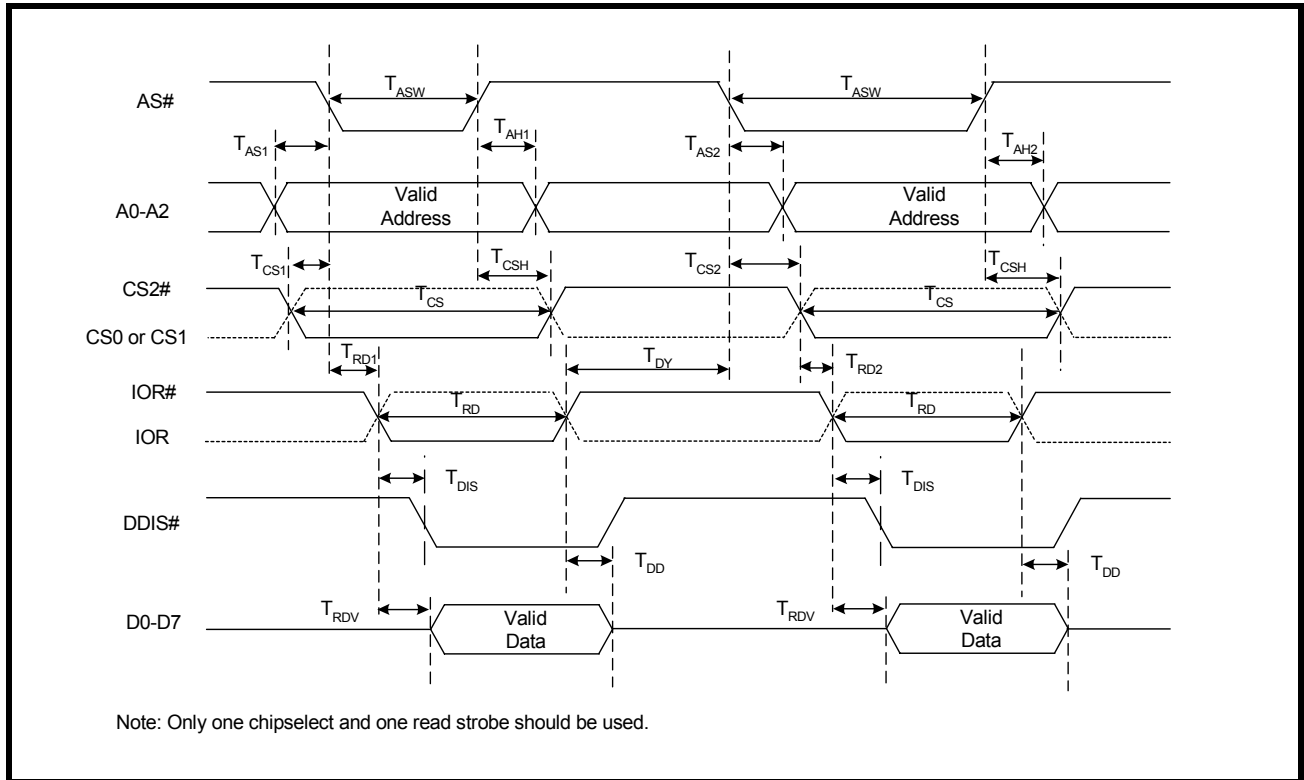 AS#
T_ASW
T_ASW
T_AS1
T_AH1
T_AS2
T_AH2
A0-A2
Valid
Address
Valid
Address
T_CS1
T_CSH
T_CS2
T_CSH
CS2#
T_CS
T_CS
CS0 or CS1
T_RD1
T_DY
T_RD2
IOR#
T_RD
T_RD
IOR
T_DIS
T_DIS
DDIS#
T_DD
T_DD
T_RDV
T_RDV
D0-D7
Valid
Data
Valid
Data
Note: Only one chipselect and one read strobe should be used.